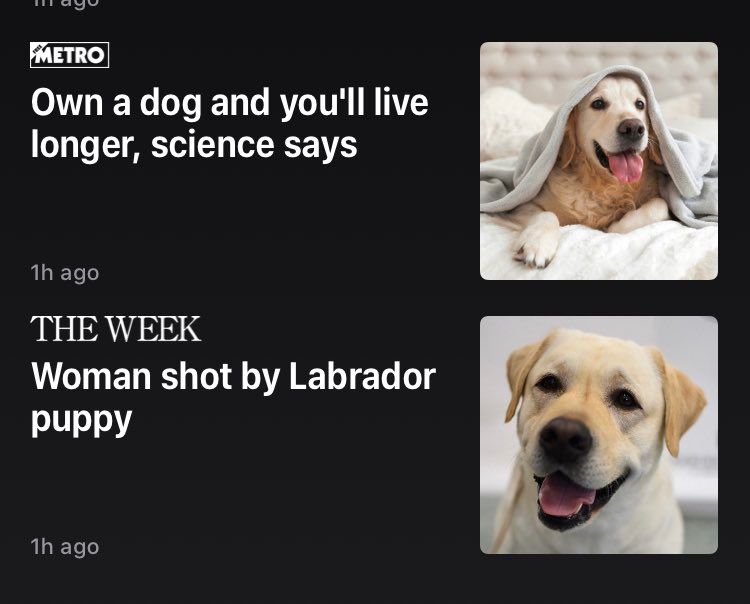 METRO
Own a dog and you'll live
longer, science says
1h ago
THE WEEK
Woman shot by Labrador
puppy
1h ago